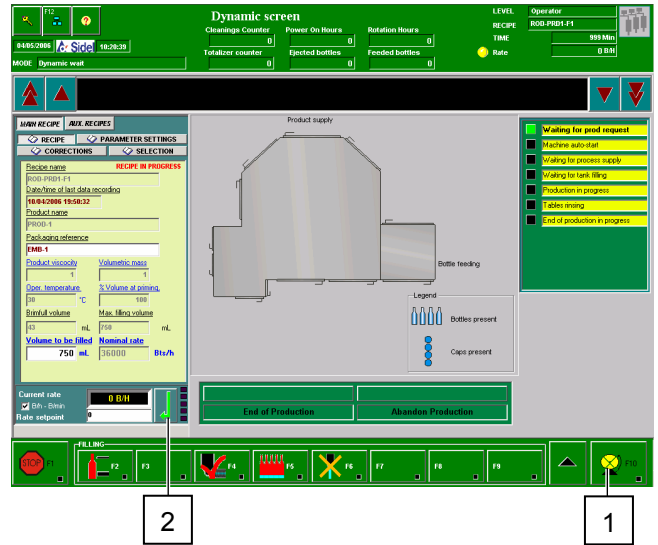 F12
?
04/05/2006 Sidel 10:20:39
MODE Dynamic wait
Dynamic screen
Cleanings Counter Power On Hours Rotation Hours
0 0 0
Totalizer counter Ejected bottles Feeded bottles
0 0 0
LEVEL Operator
RECIPE ROD-PRD1-F1
TIME 999 Min
Rate 0 B/H
MAIN RECIPE AUX. RECIPES
RECIPE PARAMETER SETTINGS
CORRECTIONS SELECTION
Recipe name RECIPE IN PROGRESS
ROD-PRD1-F1
Date/time of last data recording
10/04/2006 19:50:32
Product name
PROD-1
Packaging reference
EMB-1
Product viscocity Volumetric mass
1 1
Oper. temperature % Volume at priming
30 °C 100
Brimfull volume Max. filling volume
43 mL 750 mL
Volume to be filled Nominal rate
750 mL 36000 Bts/h
Current rate 0 B/H
B/h - B/min
Rate setpoint 0
Product supply
Bottle feeding
Legend
Bottles present
Caps present
End of Production Abandon Production
Waiting for prod request
Machine auto-start
Waiting for process supply
Waiting for tank filling
Production in progress
Tables rinsing
End of production in progress
FILLING
STOP F1 F2 F3 F4 F5 F6 F7 F8 F9 F10
2 1